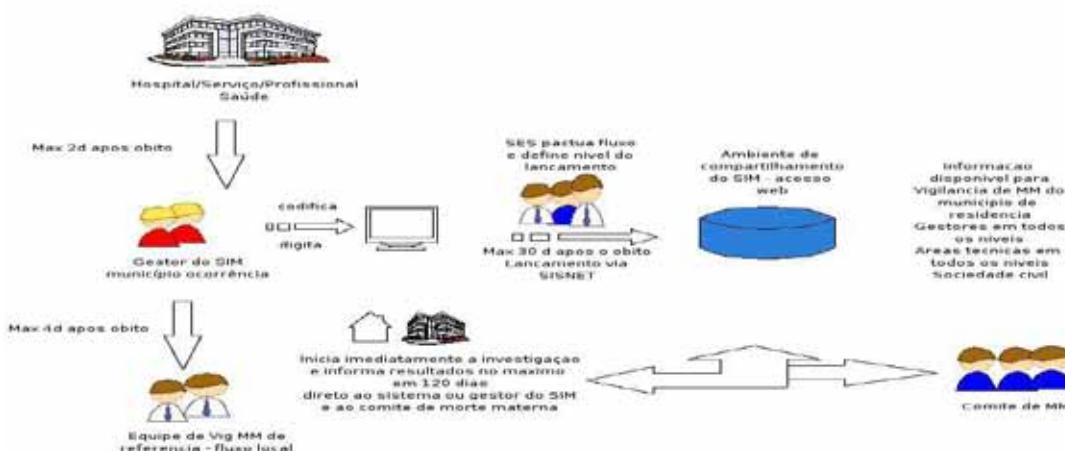 Hospital/Serviço/Profissional
Saúde
Max 2d apos obito
Gestor do SIM
município ocorrência
codifica
digita
SES pactua fluxo
e define nivel do
lancamento
Max 30 d apos o obito
Lancamento via
SISNET
Ambiente de
compartilhamento
do SIM - acesso
web
Informacao
disponivel para
Vigilancia de MM do
municipio de
residencia
Gestores em todos
os niveis
Areas tecnicas em
todos os niveis
Sociedade civil
Max 4d apos obito
Equipe de Vig MM de
referencia - fluxo local
Inicia imediatamente a investigaçao
e informa resultados no maximo
em 120 dias
direto ao sistema ou gestor do SIM
e ao comite de morte materna
Comite de MM